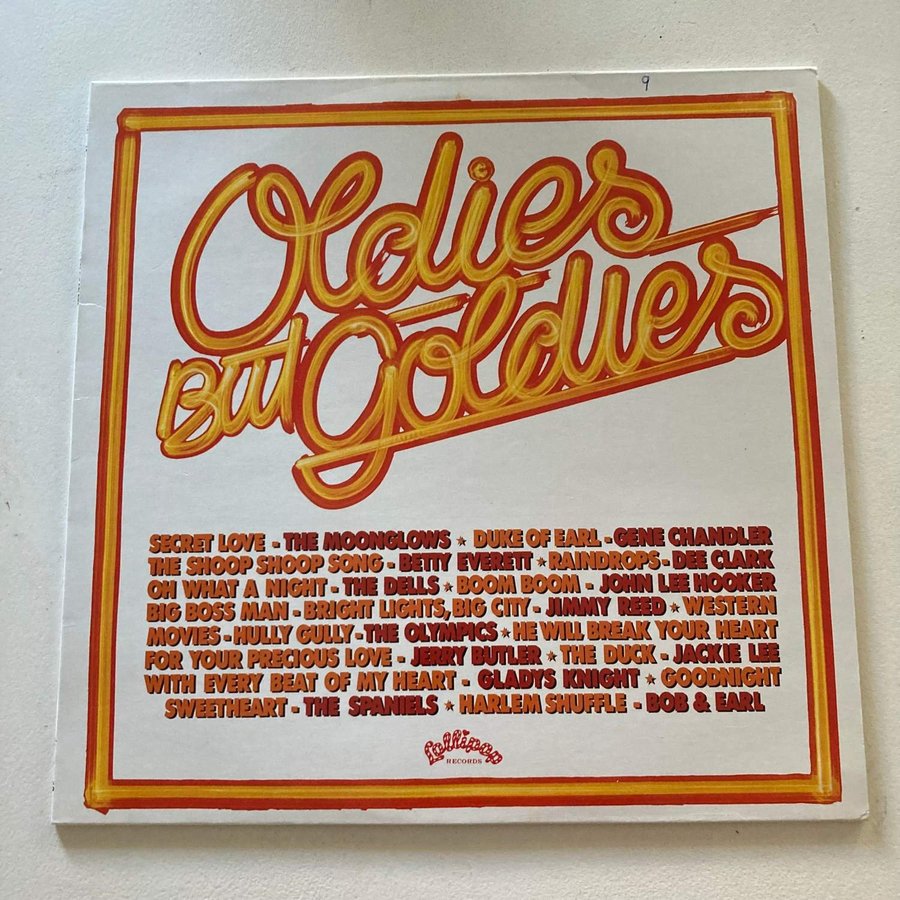 9
Oldies
But Goldies
SECRET LOVE - THE MOONGLOWS * DUKE OF EARL - GENE CHANDLER
THE SHOOP SHOOP SONG - BETTY EVERETT * RAINDROPS - DEE CLARK
OH WHAT A NIGHT - THE DELLS * BOOM BOOM - JOHN LEE HOOKER
BIG BOSS MAN - BRIGHT LIGHTS, BIG CITY - JIMMY REED * WESTERN
MOVIES - HULLY GULLY - THE OLYMPICS * HE WILL BREAK YOUR HEART
FOR YOUR PRECIOUS LOVE - JERRY BUTLER * THE DUCK - JACKIE LEE
WITH EVERY BEAT OF MY HEART - GLADYS KNIGHT * GOODNIGHT
SWEETHEART - THE SPANIELS * HARLEM SHUFFLE - BOB & EARL
Lollipop
RECORDS